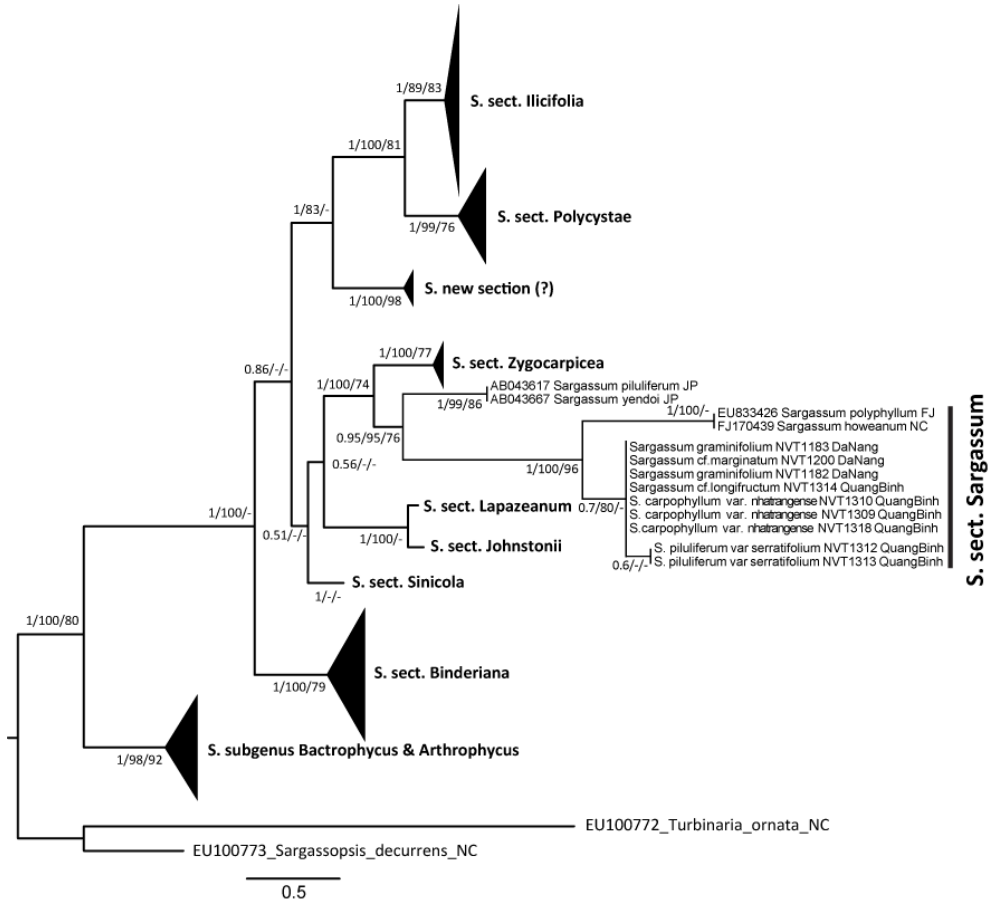 1/89/83
S. sect. Ilicifolia
1/100/81
1/83/-
1/99/76
S. sect. Polycystae
S. new section (?)
1/100/98
1/100/77
S. sect. Zygocarpicea
0.86/-/-
1/100/74
AB043617 Sargassum piluliferum JP
AB043667 Sargassum yendoi JP
1/99/86
1/100/-
EU833426 Sargassum polyphyllum FJ
FJ170439 Sargassum howeanum NC
0.95/95/76
Sargassum graminifolium NVT1183 DaNang
Sargassum cf.marginatum NVT1200 DaNang
0.56/-/-
1/100/96
Sargassum graminifolium NVT1182 DaNang
Sargassum cf.longifructum NVT1314 QuangBinh
S. carpophyllum var. nhatrangense NVT1310 QuangBinh
0.7/80/-
S. carpophyllum var. nhatrangense NVT1309 QuangBinh
S.carpophyllum var. nhatrangense NVT1318 QuangBinh
S. piluliferum var serratifolium NVT1312 QuangBinh
S. piluliferum var serratifolium NVT1313 QuangBinh
0.6/-/-
S. sect. Sargassum
S. sect. Lapazeanum
1/100/-
0.51/-/-
1/100/-
S. sect. Johnstonii
S. sect. Sinicola
1/-/-
1/100/80
S. sect. Binderiana
1/100/79
S. subgenus Bactrophycus & Arthrophycus
1/98/92
EU100772_Turbinaria_ornata_NC
EU100773_Sargassopsis_decurrens_NC
0.5